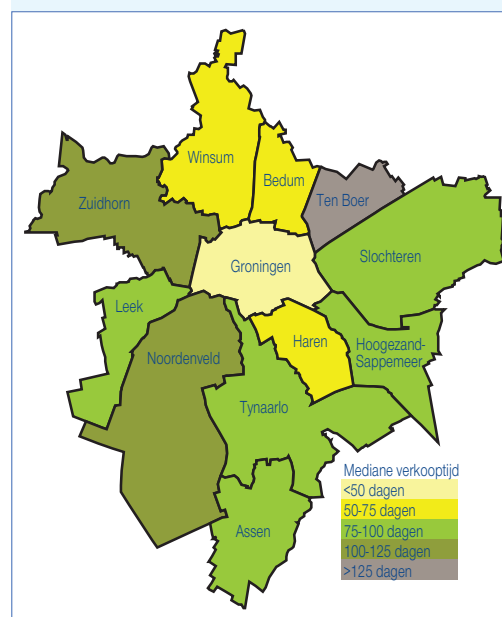 Winsum
Bedum
Zuidhorn
Ten Boer
Slochteren
Groningen
Leek
Haren
Hoogezand-
Sappemeer
Noordenveld
Tynaarlo
Assen
Mediane verkooptijd
<50 dagen
50-75 dagen
75-100 dagen
100-125 dagen
>125 dagen